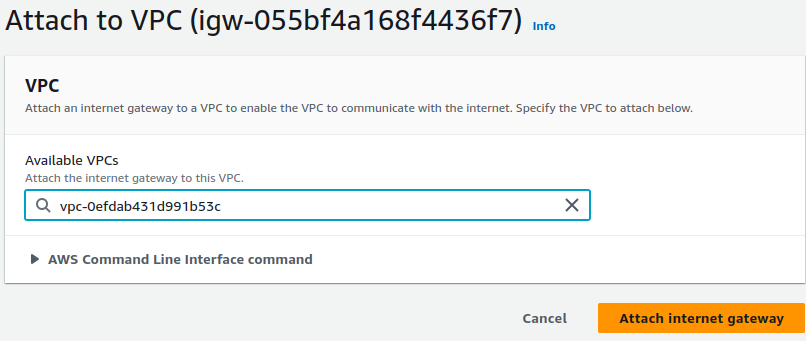 Attach to VPC (igw-055bf4a168f4436f7) Info
VPC
Attach an internet gateway to a VPC to enable the VPC to communicate with the internet. Specify the VPC to attach below.
Available VPCs
Attach the internet gateway to this VPC.
vpc-0efdab431d991b53c
AWS Command Line Interface command
Cancel Attach internet gateway